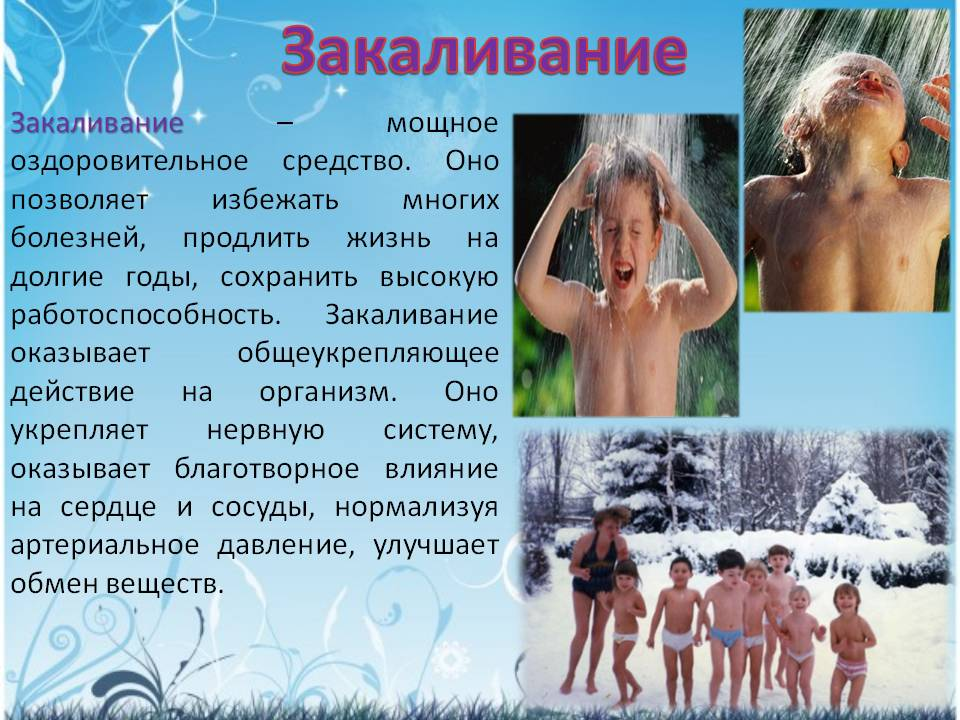 Закаливание
Закаливание – мощное
оздоровительное средство. Оно
позволяет избежать многих
болезней, продлить жизнь на
долгие годы, сохранить высокую
работоспособность. Закаливание
оказывает общеукрепляющее
действие на организм. Оно
укрепляет нервную систему,
оказывает благотворное влияние
на сердце и сосуды, нормализуя
артериальное давление, улучшает
обмен веществ.